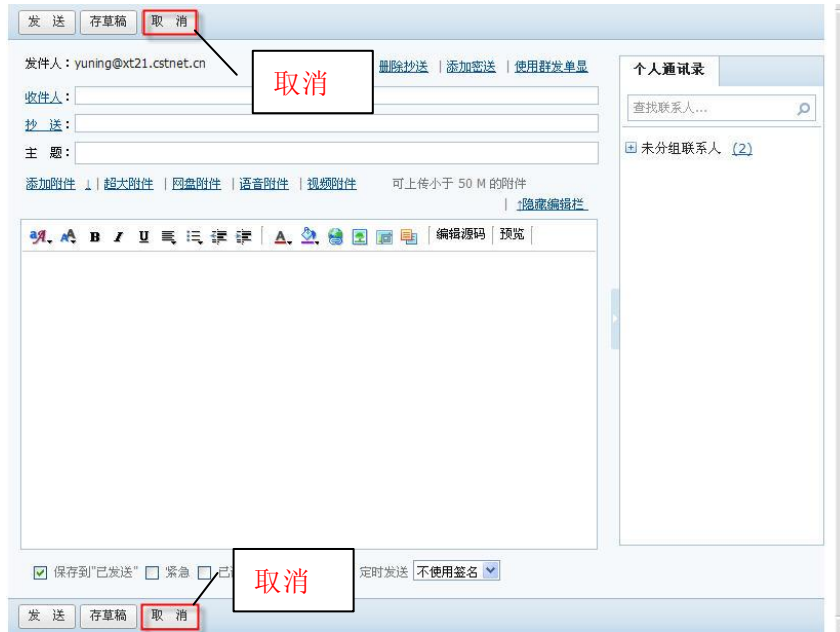 发 送 存草稿 取 消
发件人：yuning@xt21.cstnet.cn 取消 删除抄送 | 添加密送 | 使用群发单显
收件人：
抄 送：
主 题：
添加附件 ↓ | 超大附件 | 网盘附件 | 语音附件 | 视频附件 可上传小于 50 M 的附件
| ↑隐藏编辑栏
B I U A 编辑源码 预览
保存到"已发送" 紧急 取消 定时发送 不使用签名
发 送 存草稿 取 消
个人通讯录
查找联系人...
未分组联系人 (2)